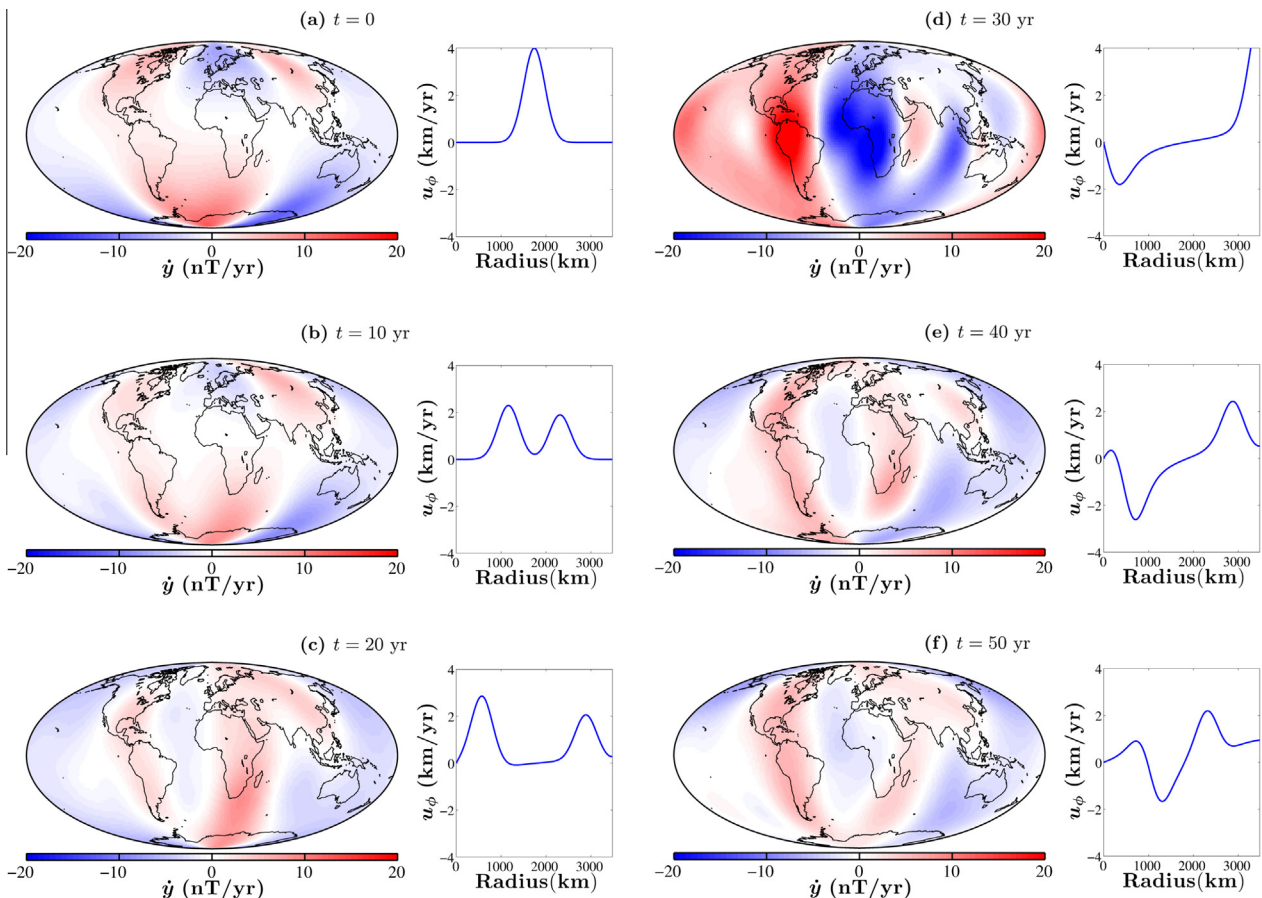 (a) t = 0
4
2
0
−2
−4
u_ϕ (km/yr)
0 1000 2000 3000
Radius(km)
−20 −10 0 10 20
ẏ (nT/yr)
(b) t = 10 yr
4
2
0
−2
−4
u_ϕ (km/yr)
0 1000 2000 3000
Radius(km)
−20 −10 0 10 20
ẏ (nT/yr)
(c) t = 20 yr
4
2
0
−2
−4
u_ϕ (km/yr)
0 1000 2000 3000
Radius(km)
−20 −10 0 10 20
ẏ (nT/yr)
(d) t = 30 yr
4
2
0
−2
−4
u_ϕ (km/yr)
0 1000 2000 3000
Radius(km)
−20 −10 0 10 20
ẏ (nT/yr)
(e) t = 40 yr
4
2
0
−2
−4
u_ϕ (km/yr)
0 1000 2000 3000
Radius(km)
−20 −10 0 10 20
ẏ (nT/yr)
(f) t = 50 yr
4
2
0
−2
−4
u_ϕ (km/yr)
0 1000 2000 3000
Radius(km)
−20 −10 0 10 20
ẏ (nT/yr)